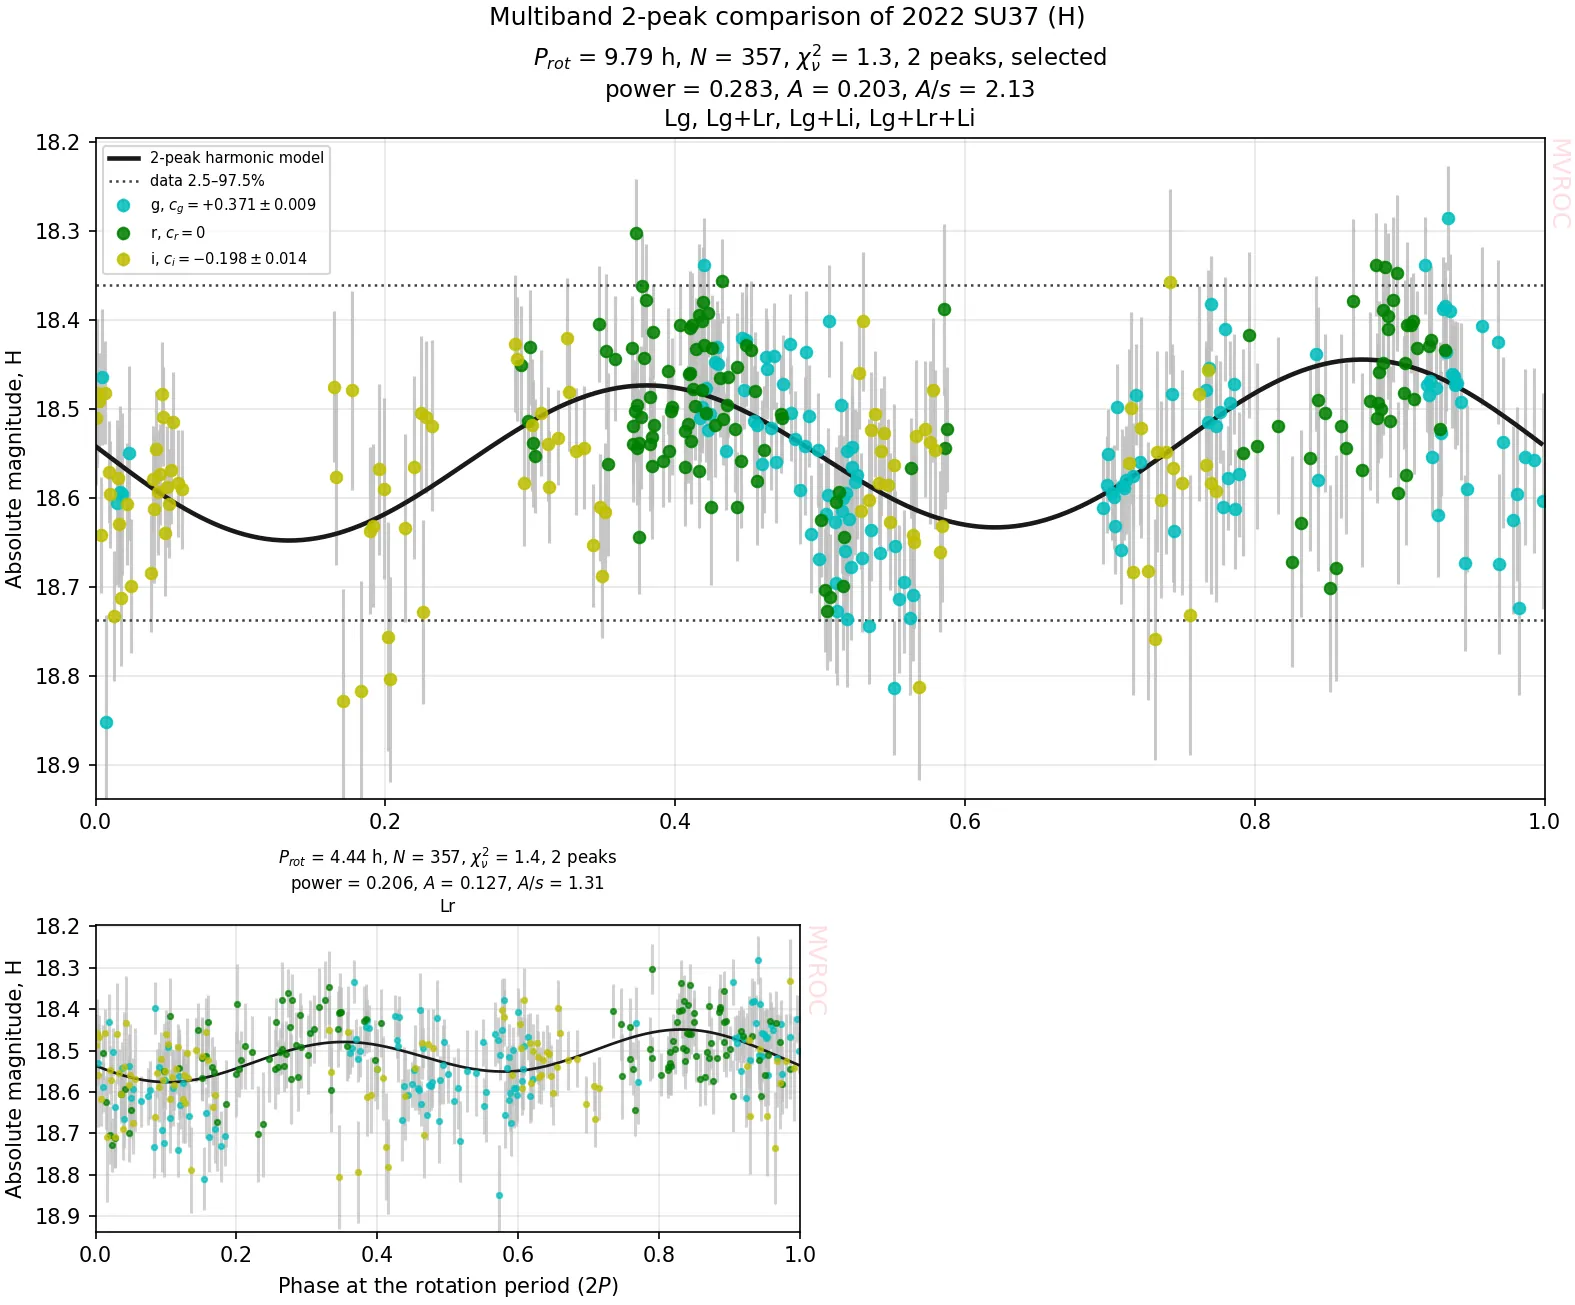 Multiband 2-peak comparison of 2022 SU37 (H)
P_rot = 9.79 h, N = 357, χ²_ν = 1.3, 2 peaks, selected
power = 0.283, A = 0.203, A/s = 2.13
Lg, Lg+Lr, Lg+Li, Lg+Lr+Li
Absolute magnitude, H
18.2
18.3
18.4
18.5
18.6
18.7
18.8
18.9
2-peak harmonic model
data 2.5–97.5%
g, c_g = +0.371 ± 0.009
r, c_r = 0
i, c_i = −0.198 ± 0.014
MVROC
0.0 0.2 0.4 0.6 0.8 1.0
P_rot = 4.44 h, N = 357, χ²_ν = 1.4, 2 peaks
power = 0.206, A = 0.127, A/s = 1.31
Lr
Absolute magnitude, H
18.2
18.3
18.4
18.5
18.6
18.7
18.8
18.9
MVROC
0.0 0.2 0.4 0.6 0.8 1.0
Phase at the rotation period (2P)